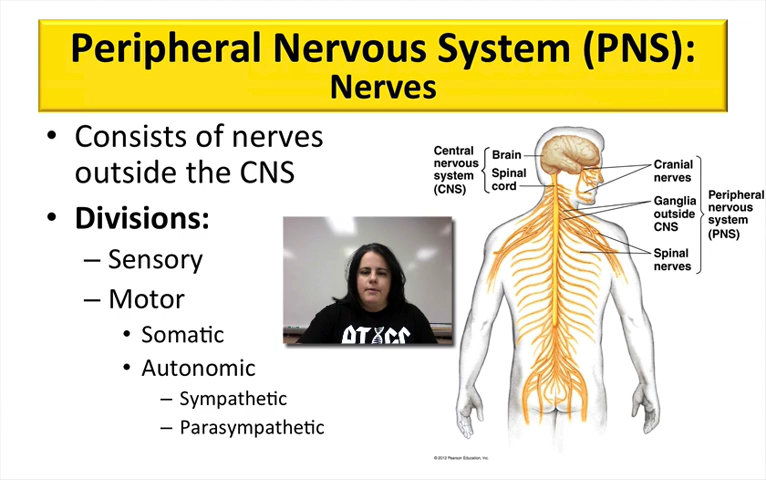 Peripheral Nervous System (PNS):
Nerves
• Consists of nerves
outside the CNS
• Divisions:
– Sensory
– Motor
• Somatic
• Autonomic
– Sympathetic
– Parasympathetic
Central
nervous
system
(CNS)
Brain
Spinal
cord
Cranial
nerves
Ganglia
outside
CNS
Spinal
nerves
Peripheral
nervous
system
(PNS)
© 2012 Pearson Education, Inc.